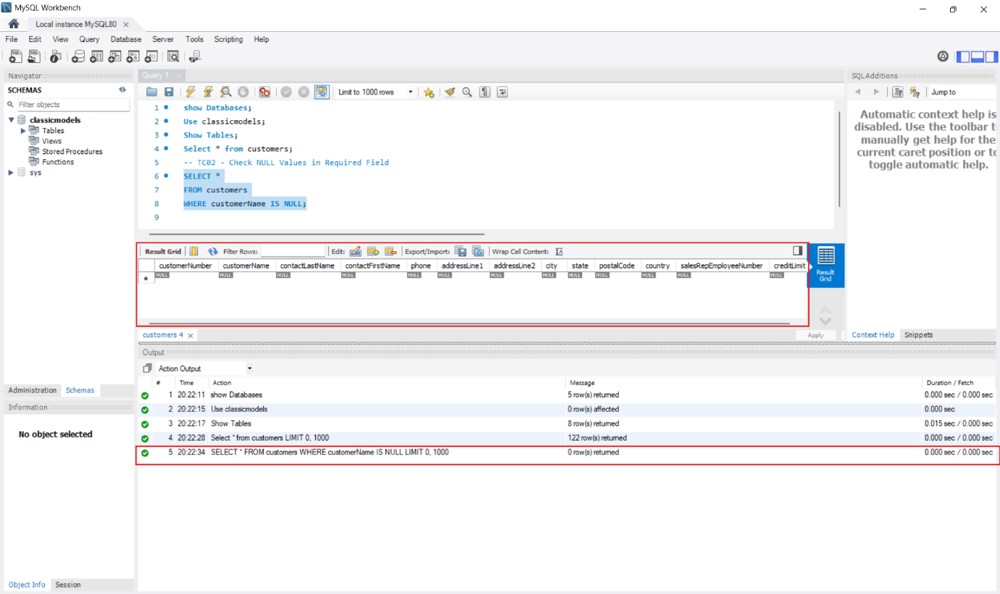 MySQL Workbench
Local instance MySQL80
File Edit View Query Database Server Tools Scripting Help
Navigator
SCHEMAS
Filter objects
classicmodels
Tables
Views
Stored Procedures
Functions
sys
Administration Schemas
Information
No object selected
Object Info Session
Query 1
Limit to 1000 rows
1 show Databases;
2 Use classicmodels;
3 Show Tables;
4 Select * from customers;
5 -- TC02 - Check NULL Values in Required Field
6 SELECT *
7 FROM customers
8 WHERE customerName IS NULL;
9
Result Grid Filter Rows: Edit: Export/Import: Wrap Cell Content:
customerNumber customerName contactLastName contactFirstName phone addressLine1 addressLine2 city state postalCode country salesRepEmployeeNumber creditLimit
NULL NULL NULL NULL NULL NULL NULL NULL NULL NULL NULL NULL NULL
Result
Grid
customers 4
Apply
SQLAdditions
Jump to
Automatic context help is
disabled. Use the toolbar t
manually get help for the
current caret position or to
toggle automatic help.
Context Help Snippets
Output
Action Output
# Time Action Message Duration / Fetch
1 20:22:11 show Databases 5 row(s) returned 0.000 sec / 0.000 sec
2 20:22:15 Use classicmodels 0 row(s) affected 0.000 sec
3 20:22:17 Show Tables 8 row(s) returned 0.015 sec / 0.000 sec
4 20:22:28 Select * from customers LIMIT 0, 1000 122 row(s) returned 0.000 sec / 0.000 sec
5 20:22:34 SELECT * FROM customers WHERE customerName IS NULL LIMIT 0, 1000 0 row(s) returned 0.000 sec / 0.000 sec